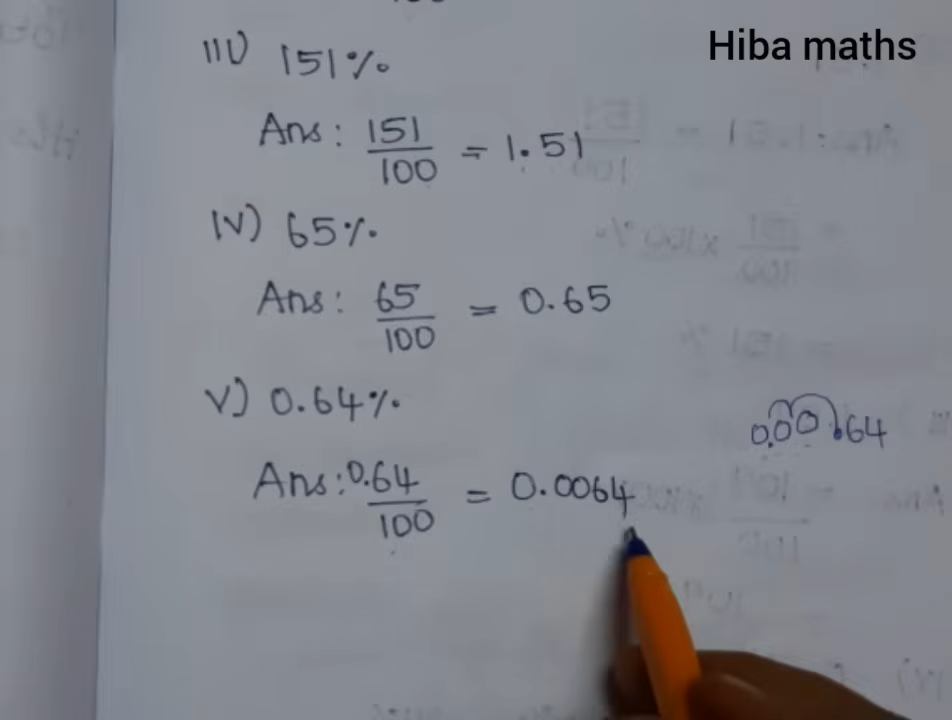 Hiba maths
III) 151%
Ans: 151/100 = 1.51
IV) 65%
Ans: 65/100 = 0.65
V) 0.64%
0.00.64
Ans: 0.64/100 = 0.0064